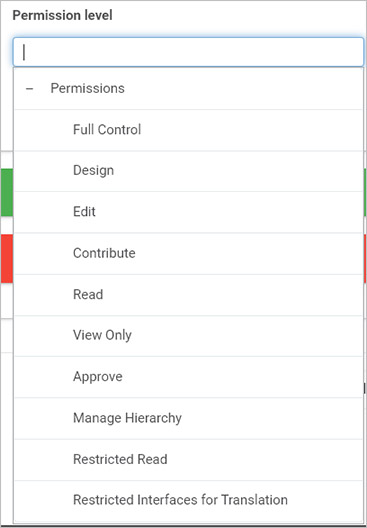 Permission level
– Permissions
Full Control
Design
Edit
Contribute
Read
View Only
Approve
Manage Hierarchy
Restricted Read
Restricted Interfaces for Translation